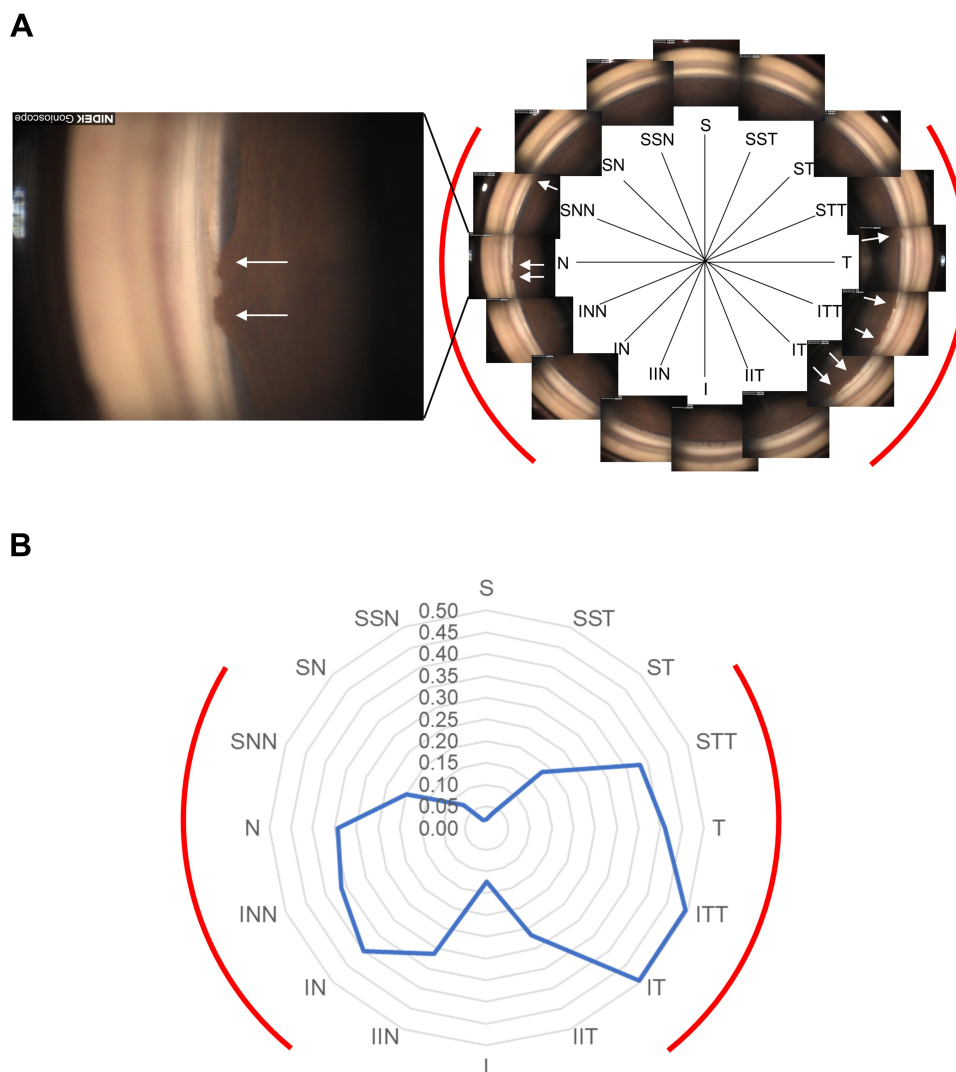 A
NIDEK Gonioscope
S
SSN
SST
SN
ST
SNN
STT
N
T
INN
ITT
IN
IT
IIN
IIT
I
B
S
SSN
SST
SN
ST
SNN
STT
N
T
INN
ITT
IN
IT
IIN
IIT
I
0.50
0.45
0.40
0.35
0.30
0.25
0.20
0.15
0.10
0.05
0.00